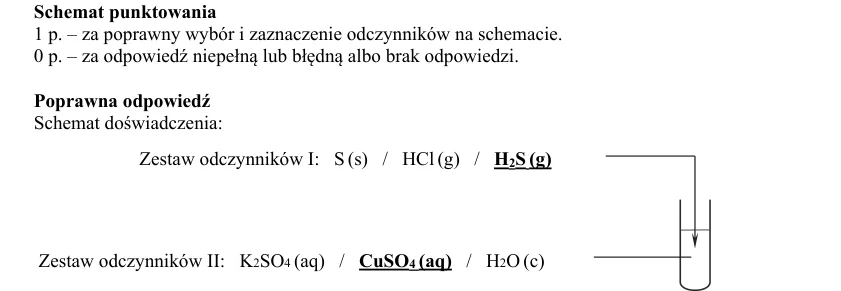 Schemat punktowania
1 p. – za poprawny wybór i zaznaczenie odczynników na schemacie.
0 p. – za odpowiedź niepełną lub błędną albo brak odpowiedzi.
Poprawna odpowiedź
Schemat doświadczenia:
Zestaw odczynników I: S (s) / HCl (g) / H₂S (g)
Zestaw odczynników II: K₂SO₄ (aq) / CuSO₄ (aq) / H₂O (c)